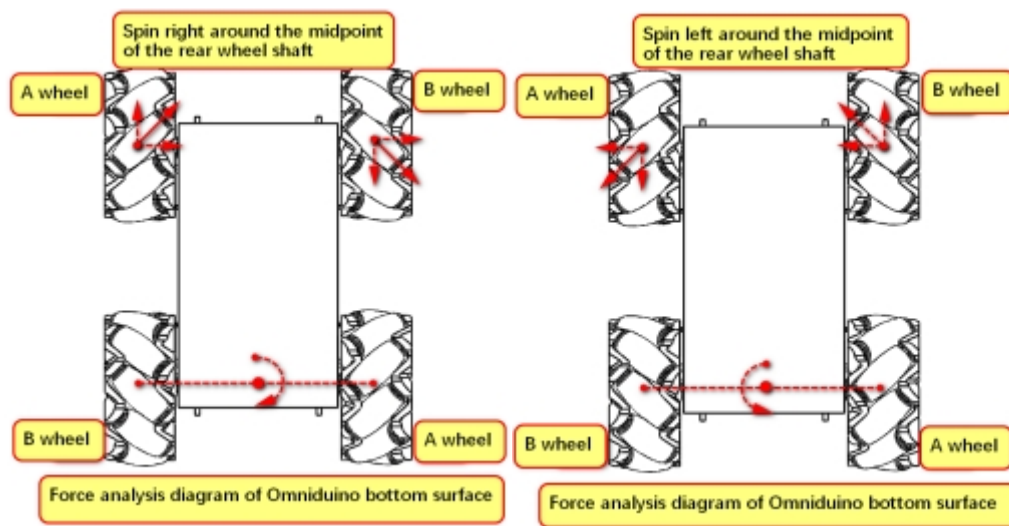 Spin right around the midpoint
of the rear wheel shaft
A wheel
B wheel
B wheel
A wheel
Force analysis diagram of Omniduino bottom surface
Spin left around the midpoint
of the rear wheel shaft
A wheel
B wheel
B wheel
A wheel
Force analysis diagram of Omniduino bottom surface